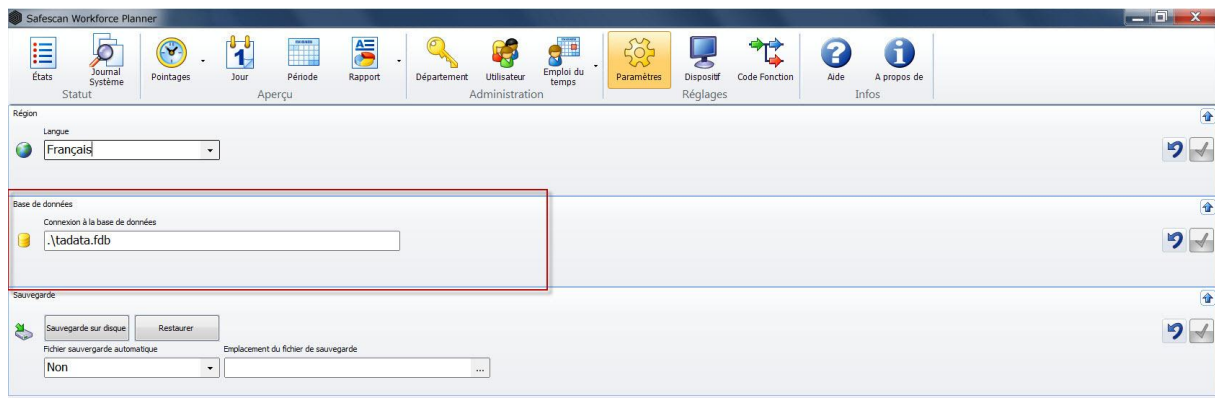 Safescan Workforce Planner
États
Journal
Système
Pointages
1
Jour
Période
Rapport
Département
Utilisateur
Emploi du
temps
Paramètres
Dispositif
Code Fonction
Aide
A propos de
Statut
Aperçu
Administration
Réglages
Infos
Région
Langue
Français
Base de données
Connexion à la base de données
.\tadata.fdb
Sauvegarde
Sauvegarde sur disque
Restaurer
Fichier sauvergarde automatique
Emplacement du fichier de sauvegarde
Non
...